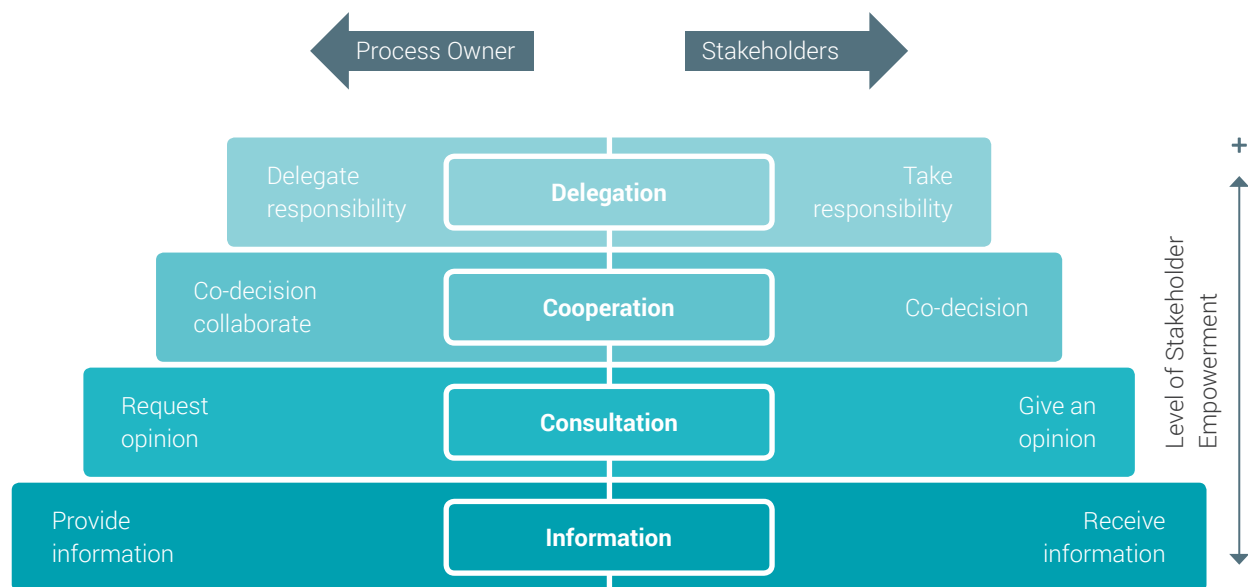 Process Owner
Stakeholders
+
Delegate
responsibility
Delegation
Take
responsibility
Co-decision
collaborate
Cooperation
Co-decision
Request
opinion
Consultation
Give an
opinion
Provide
information
Information
Receive
information
Level of Stakeholder
Empowerment